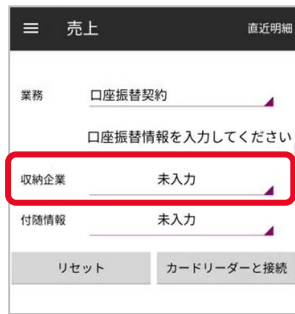 売上 直近明細
業務 口座振替契約
口座振替情報を入力してください
収納企業 未入力
付随情報 未入力
リセット カードリーダーと接続